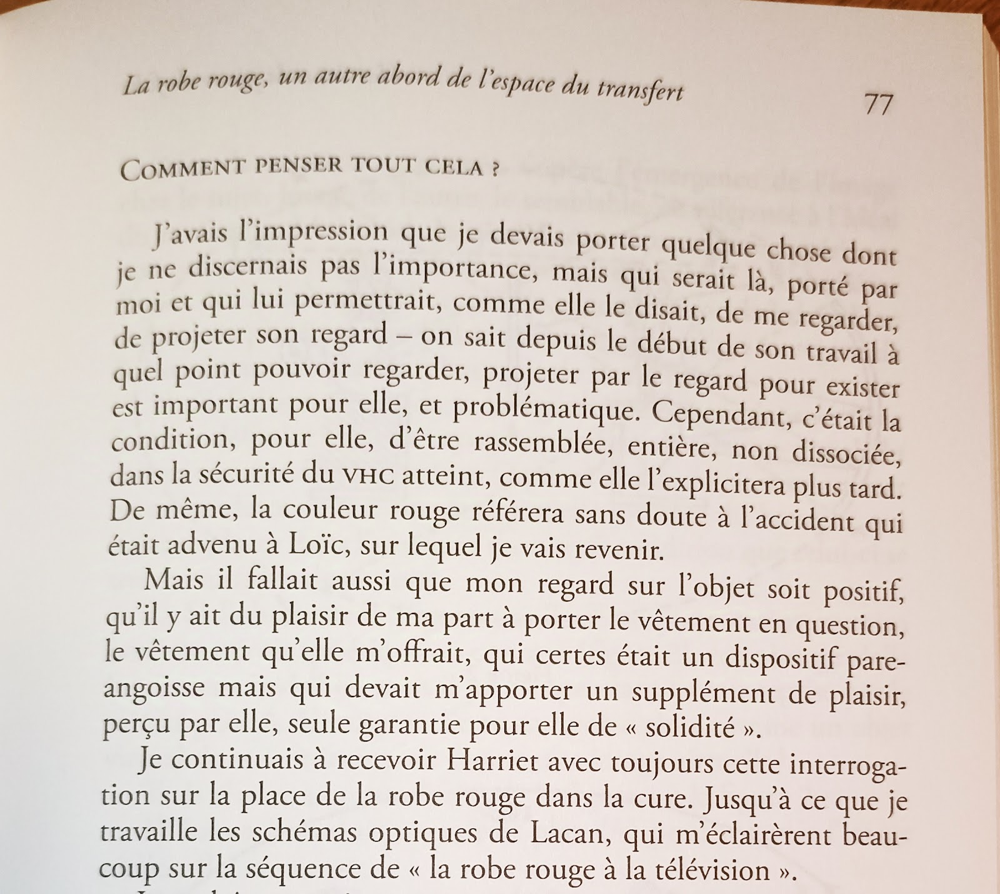 La robe rouge, un autre abord de l'espace du transfert
77
COMMENT PENSER TOUT CELA ?
J'avais l'impression que je devais porter quelque chose dont
je ne discernais pas l'importance, mais qui serait là, porté par
moi et qui lui permettrait, comme elle le disait, de me regarder,
de projeter son regard – on sait depuis le début de son travail à
quel point pouvoir regarder, projeter par le regard pour exister
est important pour elle, et problématique. Cependant, c'était la
condition, pour elle, d'être rassemblée, entière, non dissociée,
dans la sécurité du VHC atteint, comme elle l'explicitera plus tard.
De même, la couleur rouge référera sans doute à l'accident qui
était advenu à Loïc, sur lequel je vais revenir.
Mais il fallait aussi que mon regard sur l'objet soit positif,
qu'il y ait du plaisir de ma part à porter le vêtement en question,
le vêtement qu'elle m'offrait, qui certes était un dispositif pare-
angoisse mais qui devait m'apporter un supplément de plaisir,
perçu par elle, seule garantie pour elle de « solidité ».
Je continuais à recevoir Harriet avec toujours cette interroga-
tion sur la place de la robe rouge dans la cure. Jusqu'à ce que je
travaille les schémas optiques de Lacan, qui m'éclairèrent beau-
coup sur la séquence de « la robe rouge à la télévision ».